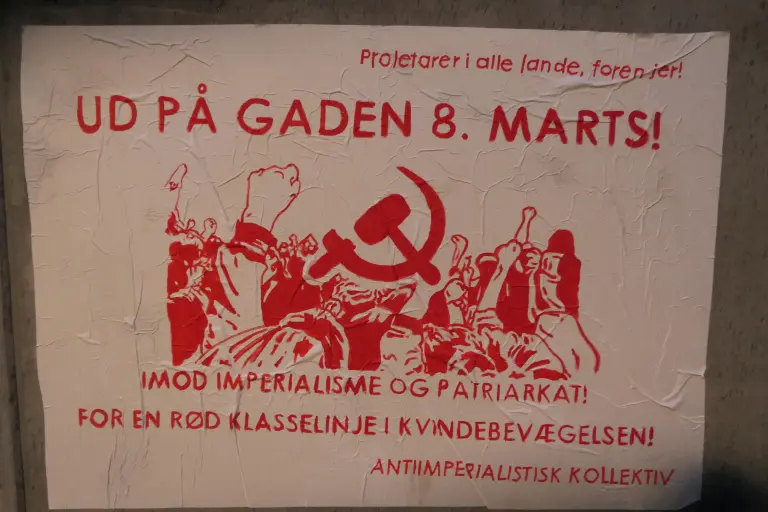 Proletarer i alle lande, foren jer!
UD PÅ GADEN 8. MARTS!
IMOD IMPERIALISME OG PATRIARKAT!
FOR EN RØD KLASSELINJE I KVINDEBEVÆGELSEN!
ANTIIMPERIALISTISK KOLLEKTIV